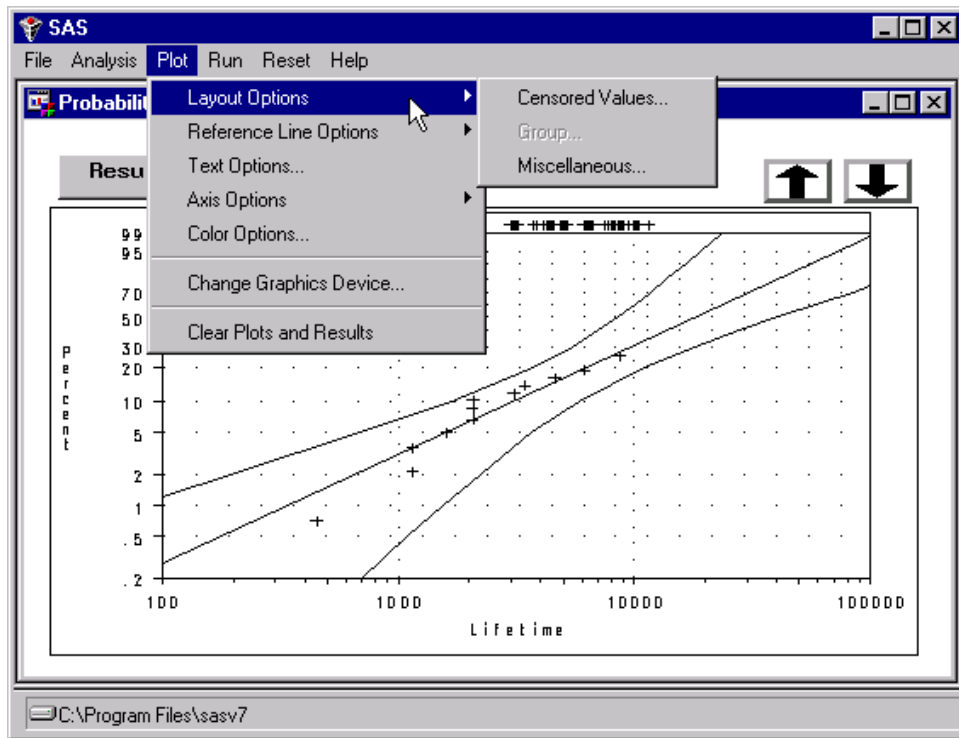 SAS
File Analysis Plot Run Reset Help
Layout Options
Reference Line Options
Text Options...
Axis Options
Color Options...
Change Graphics Device...
Clear Plots and Results
Censored Values...
Group...
Miscellaneous...
Probabilit
Resu
99
95
70
50
30
20
10
5
2
1
.5
.2
Percent
100 1000 10000 100000
Lifetime
C:\Program Files\sasv7